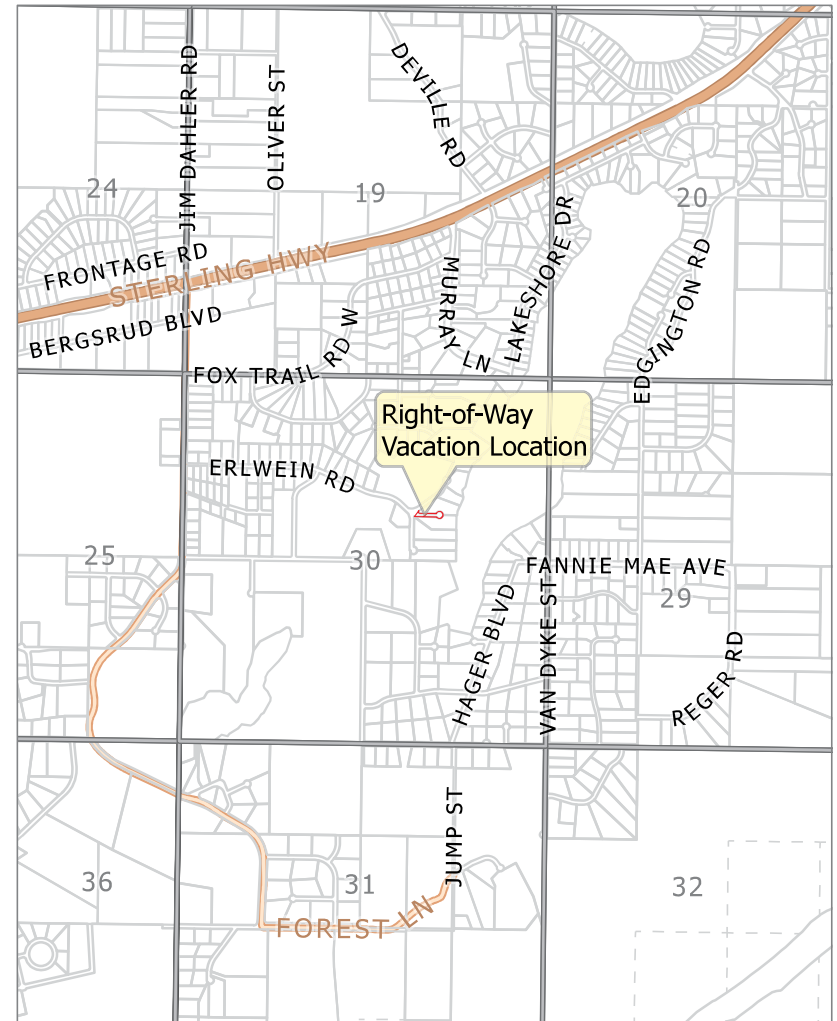 JIM DAHLER RD
OLIVER ST
DEVILLE RD
24
19
20
FRONTAGE RD
STERLING HWY
BERGSRUD BLVD
MURRAY LN
LAKESHORE DR
EDGINGTON RD
FOX TRAIL RD W
Right-of-Way
Vacation Location
ERLWEIN RD
25
30
FANNIE MAE AVE
29
HAGER BLVD
VAN DYKE ST
REGER RD
JUMP ST
36
31
32
FOREST LN